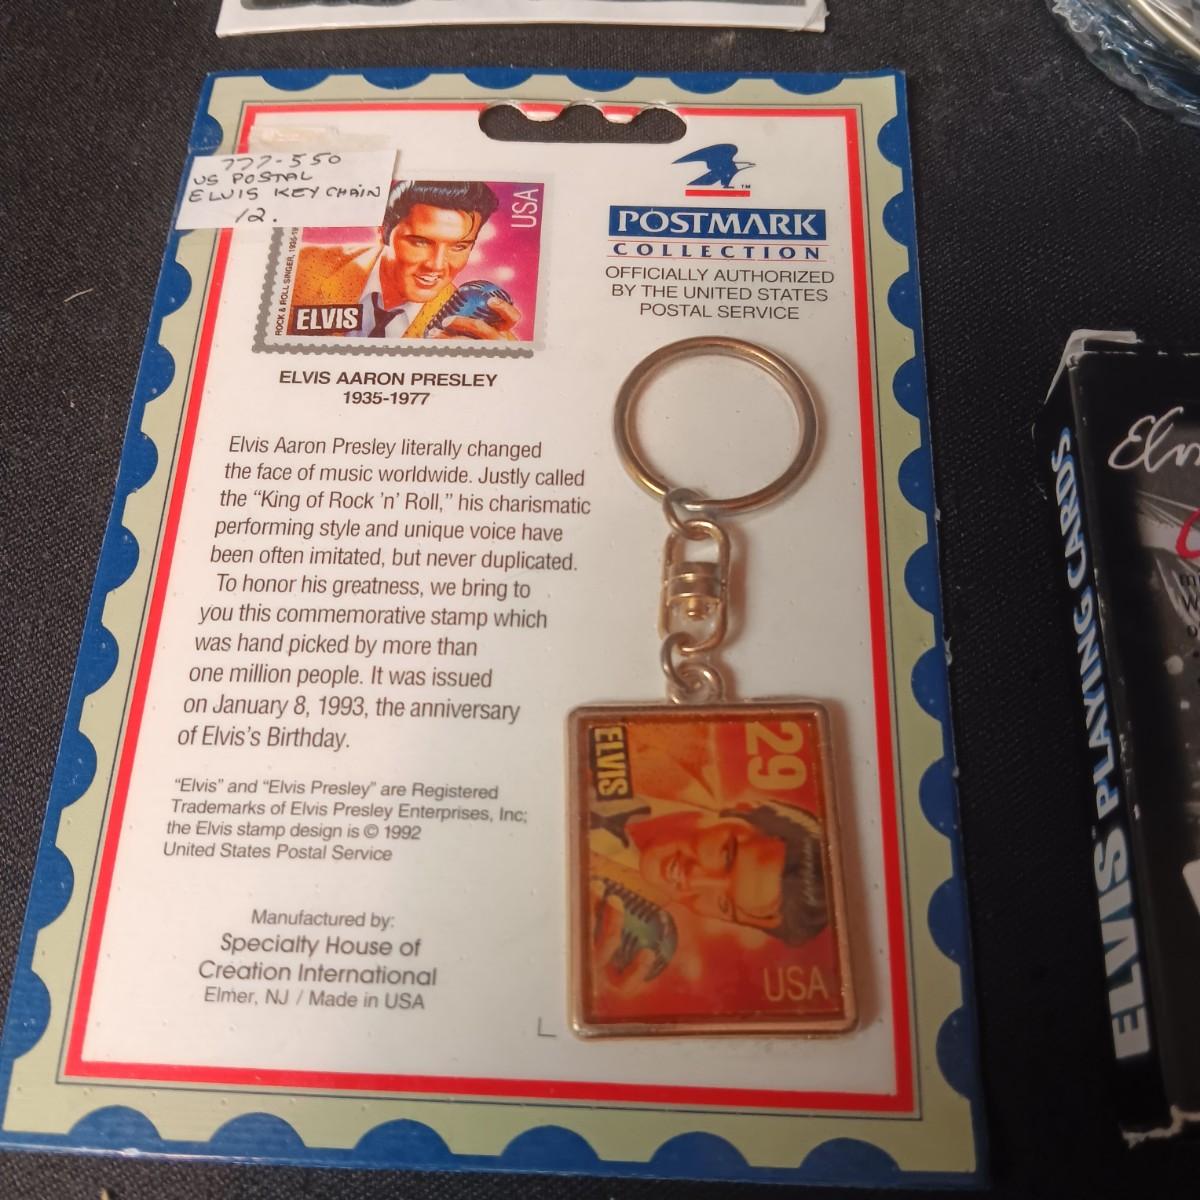 777-550
US POSTAL
ELVIS KEY CHAIN
12.
USA
ROCK & ROLL SINGER, 1935-19
ELVIS
ELVIS AARON PRESLEY
1935-1977
Elvis Aaron Presley literally changed
the face of music worldwide. Justly called
the “King of Rock ’n’ Roll,” his charismatic
performing style and unique voice have
been often imitated, but never duplicated.
To honor his greatness, we bring to
you this commemorative stamp which
was hand picked by more than
one million people. It was issued
on January 8, 1993, the anniversary
of Elvis’s Birthday.
“Elvis” and “Elvis Presley” are Registered
Trademarks of Elvis Presley Enterprises, Inc;
the Elvis stamp design is © 1992
United States Postal Service
Manufactured by:
Specialty House of
Creation International
Elmer, NJ / Made in USA
TM
POSTMARK
COLLECTION
OFFICIALLY AUTHORIZED
BY THE UNITED STATES
POSTAL SERVICE
29
ELVIS
USA
ELVIS PLAYING CARDS